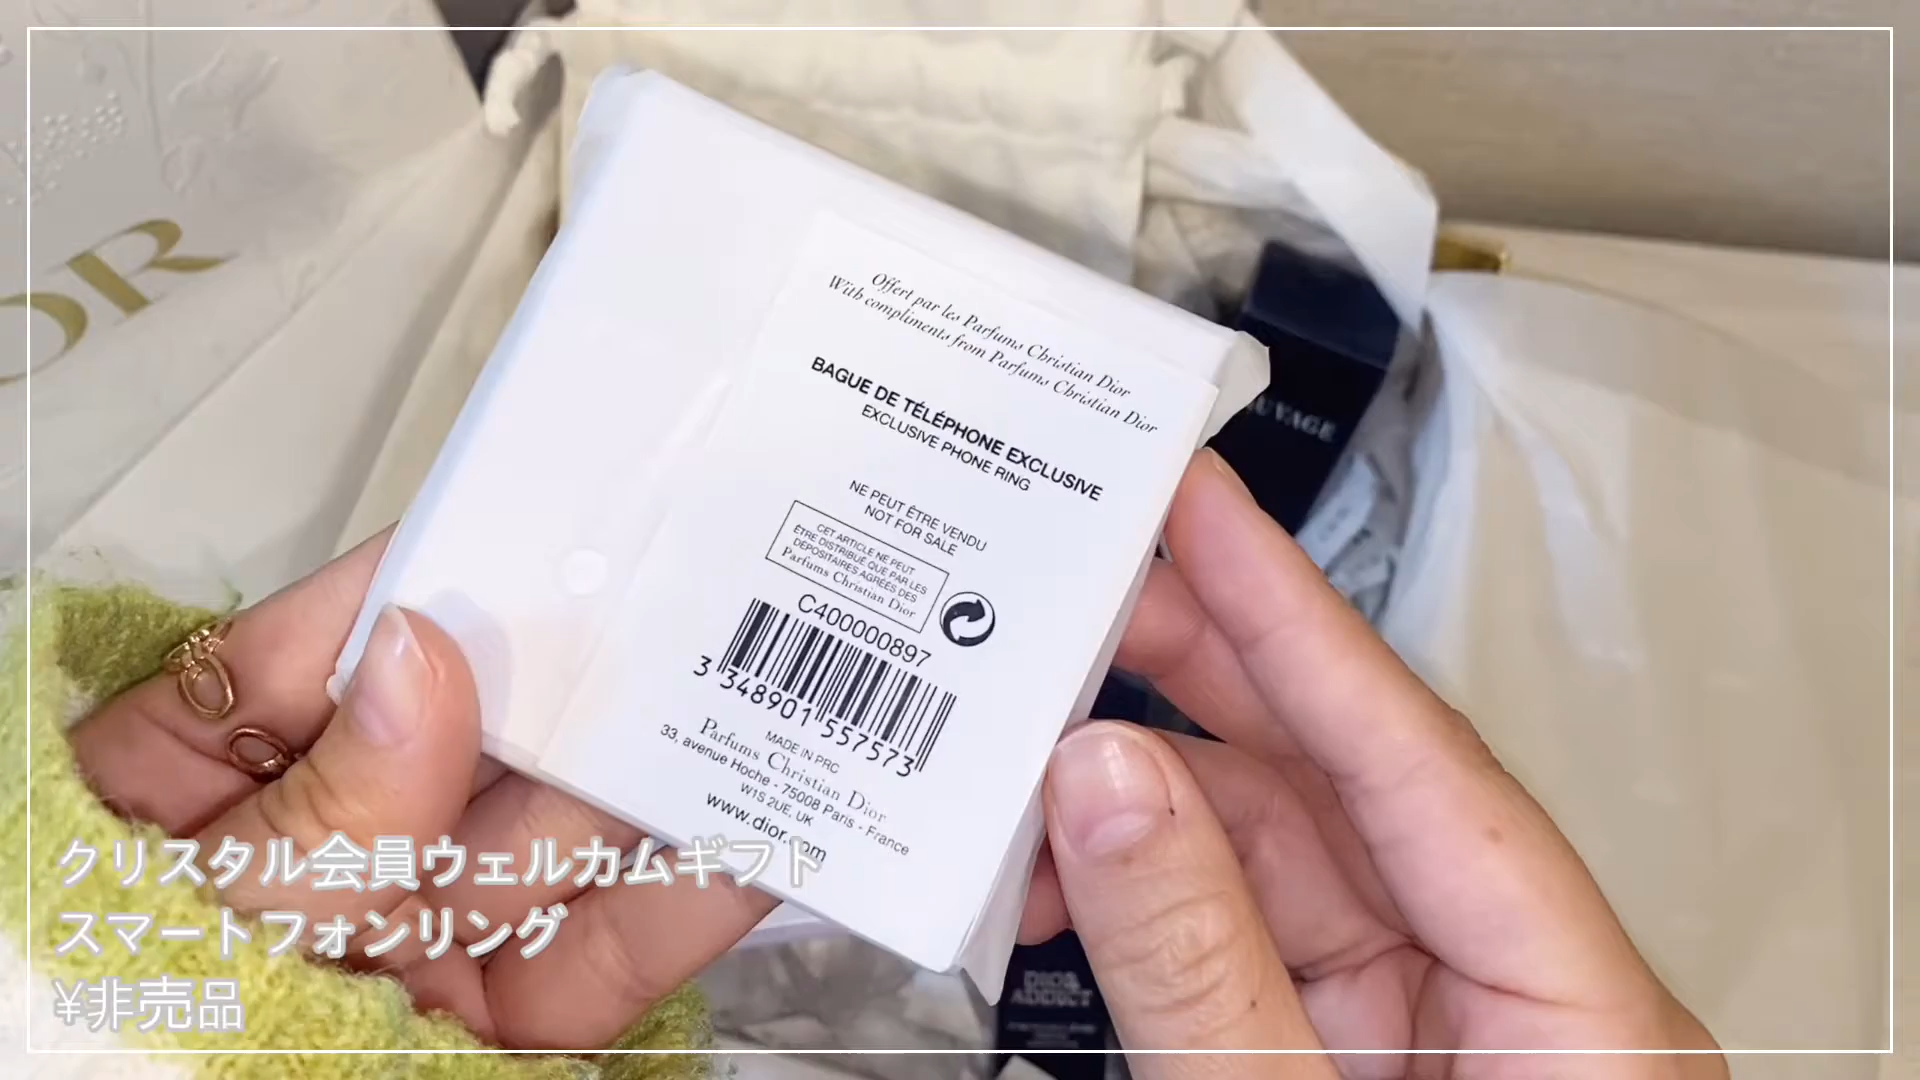 Offert par les Parfums Christian Dior
With compliments from Parfums Christian Dior
BAGUE DE TÉLÉPHONE EXCLUSIVE
EXCLUSIVE PHONE RING
NE PEUT ÊTRE VENDU
NOT FOR SALE
CET ARTICLE NE PEUT
ÊTRE DISTRIBUÉ QUE PAR LES
DÉPOSITAIRES AGRÉÉS DES
Parfums Christian Dior
C400000897
3 348901 557573
MADE IN PRC
Parfums Christian Dior
33, avenue Hoche - 75008 Paris - France
W1S 2UE, UK
www.dior.com
OR
UVAGE
DIOR
ADDICT
クリスタル会員ウェルカムギフト
スマートフォンリング
¥非売品